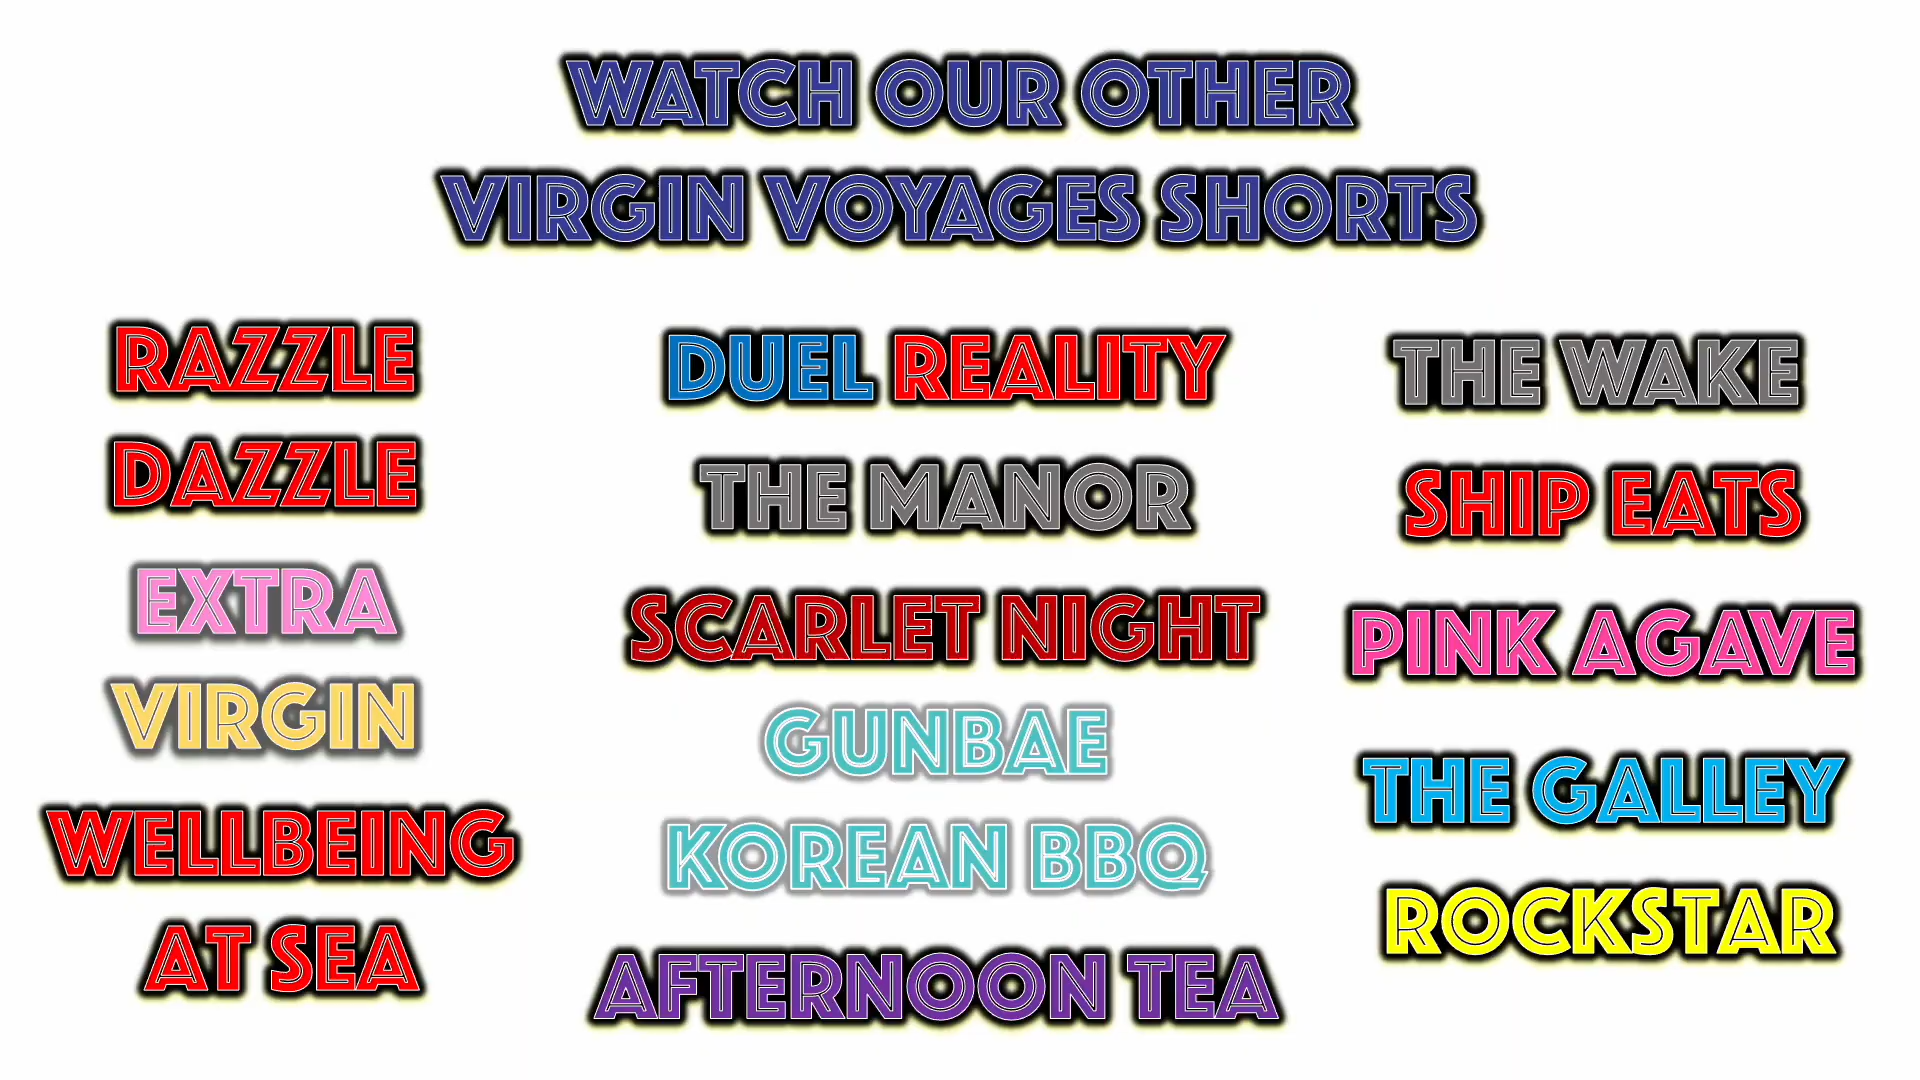 WATCH OUR OTHER
VIRGIN VOYAGES SHORTS
RAZZLE
DAZZLE
EXTRA
VIRGIN
WELLBEING
AT SEA
DUEL REALITY
THE MANOR
SCARLET NIGHT
GUNBAE
KOREAN BBQ
AFTERNOON TEA
THE WAKE
SHIP EATS
PINK AGAVE
THE GALLEY
ROCKSTAR